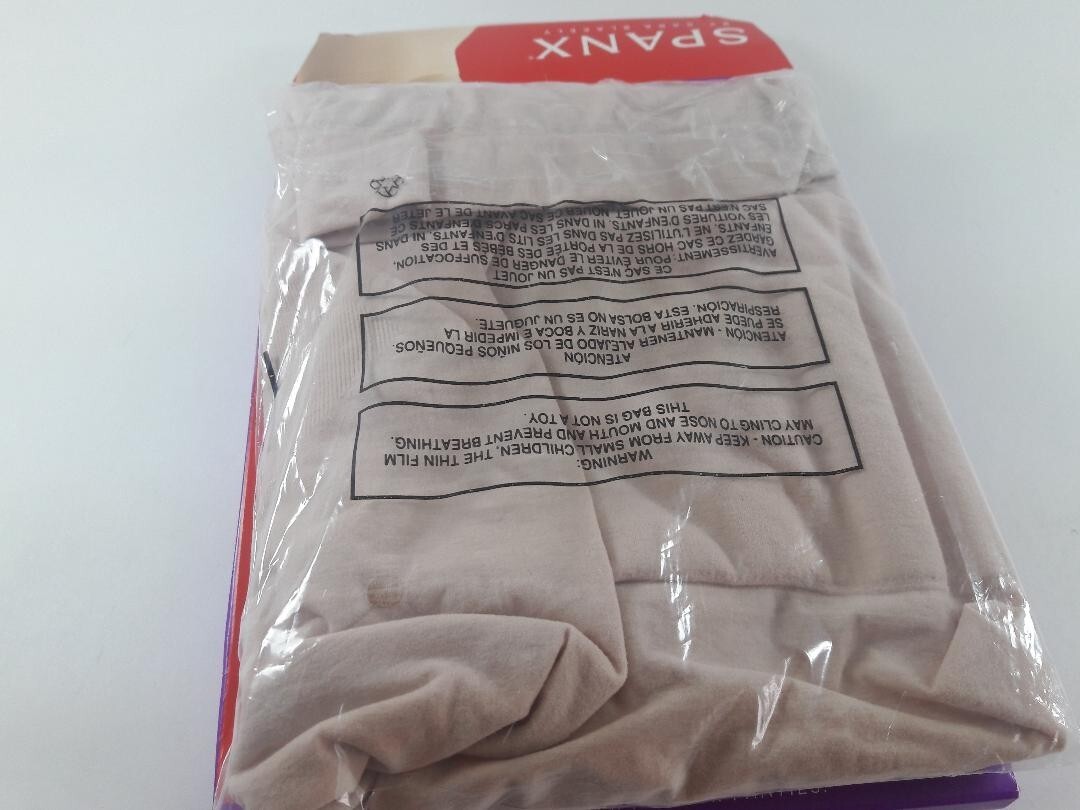 WARNING:
CAUTION - KEEP AWAY FROM SMALL CHILDREN. THE THIN FILM
MAY CLING TO NOSE AND MOUTH AND PREVENT BREATHING.
THIS BAG IS NOT A TOY.
ATENCIÓN
ATENCIÓN - MANTENER ALEJADO DE LOS NIÑOS PEQUEÑOS.
SE PUEDE ADHERIR A LA NARIZ Y BOCA E IMPEDIR LA
RESPIRACIÓN. ESTA BOLSA NO ES UN JUGUETE.
CE SAC N'EST PAS UN JOUET
AVERTISSEMENT: POUR ÉVITER LE DANGER DE SUFFOCATION,
GARDEZ CE SAC HORS DE LA PORTÉE DES BÉBÉS ET DES
ENFANTS. NE L'UTILISEZ PAS DANS LES LITS D'ENFANTS, NI DANS
LES VOITURES D'ENFANTS. NI DANS LES PARCS D'ENFANTS CE
SAC N'ERT PAS UN JOUET. NOUER CE SAC AVANT DE LE JETER
SPANX
BY SARA BLAKELY